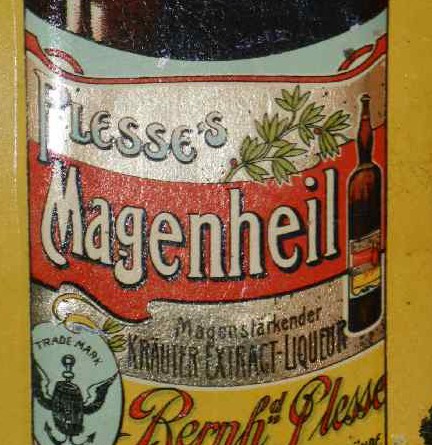 PLESSE'S
Magenheil
Magenstärkender
KRÄUTER-EXTRACT-LIQUEUR
TRADE MARK
Bernhd Plesse